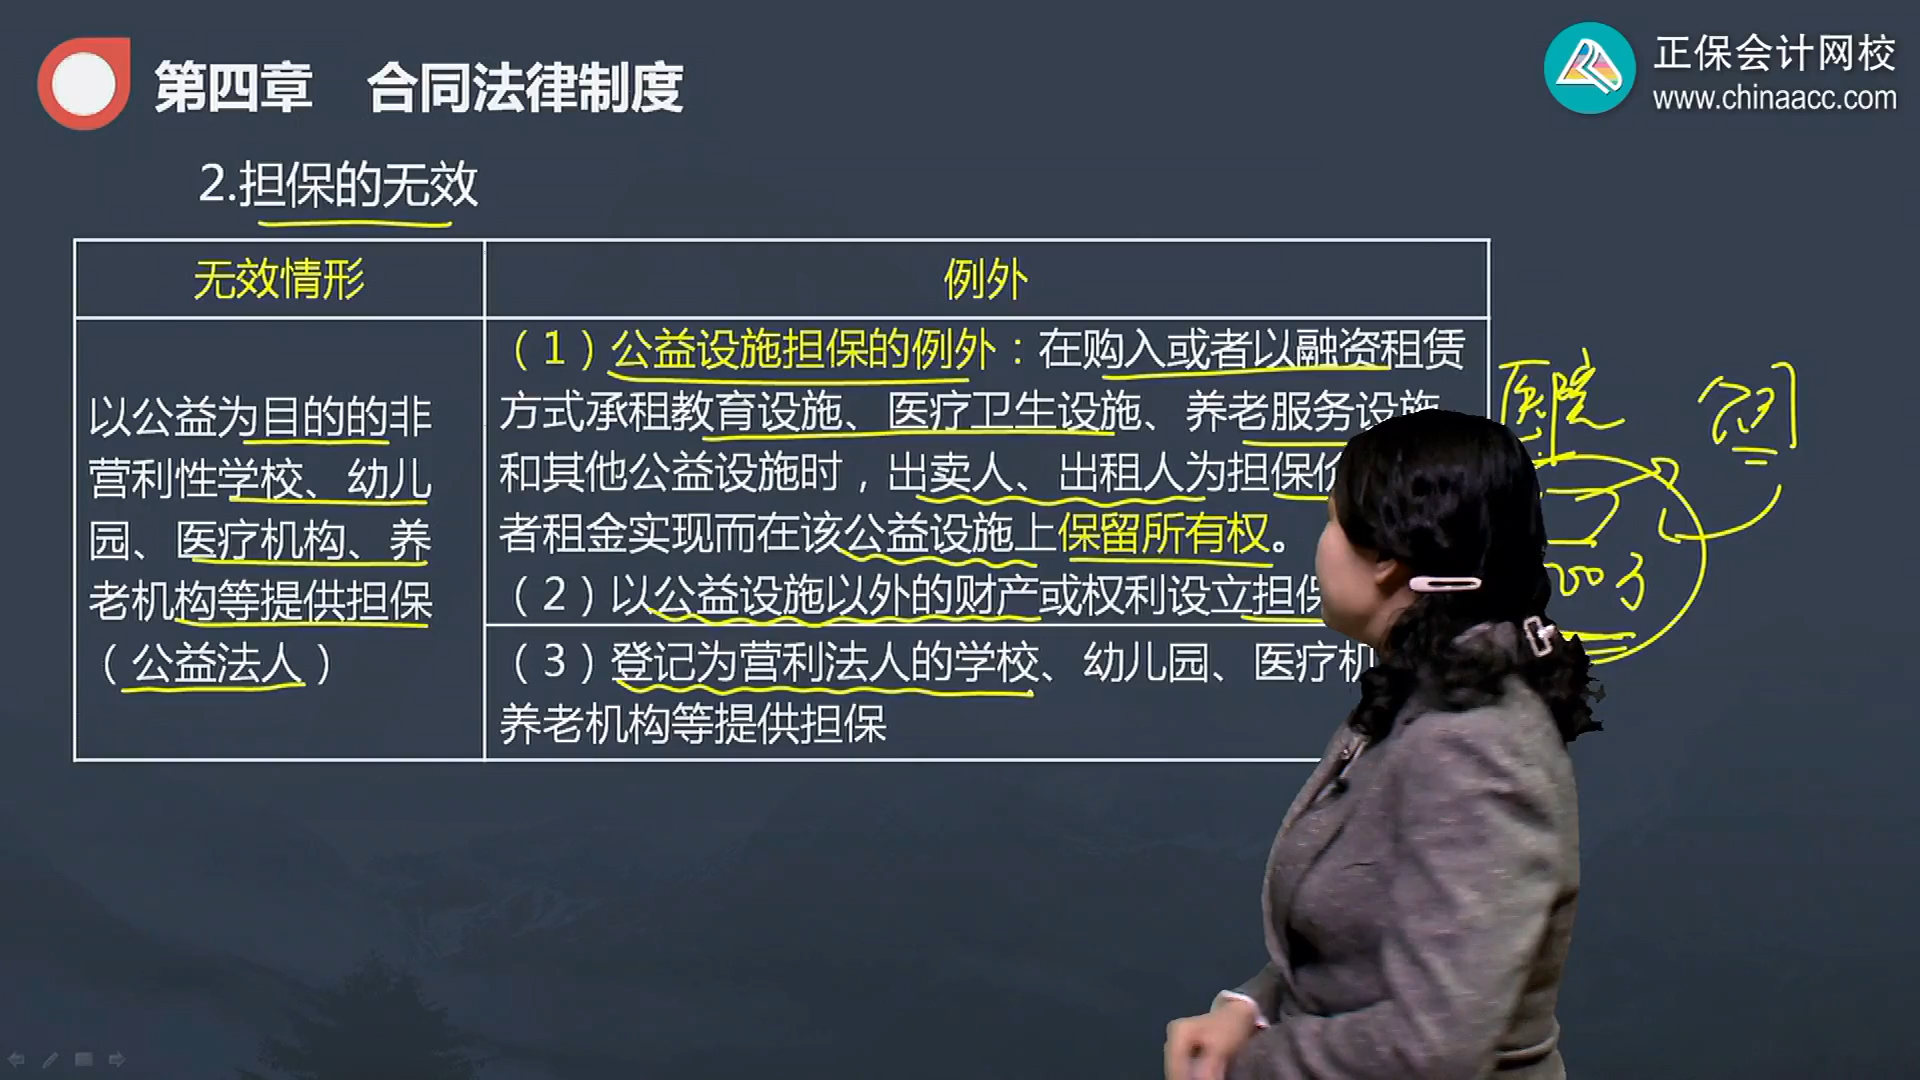 第四章 合同法律制度
正保会计网校
www.chinaacc.com
2.担保的无效
无效情形
例外
以公益为目的的非
营利性学校、幼儿
园、医疗机构、养
老机构等提供担保
（公益法人）
（1）公益设施担保的例外：在购入或者以融资租赁
方式承租教育设施、医疗卫生设施、养老服务设施
和其他公益设施时，出卖人、出租人为担保价
者租金实现而在该公益设施上保留所有权。
（2）以公益设施以外的财产或权利设立担保
（3）登记为营利法人的学校、幼儿园、医疗机
养老机构等提供担保
医院
00万